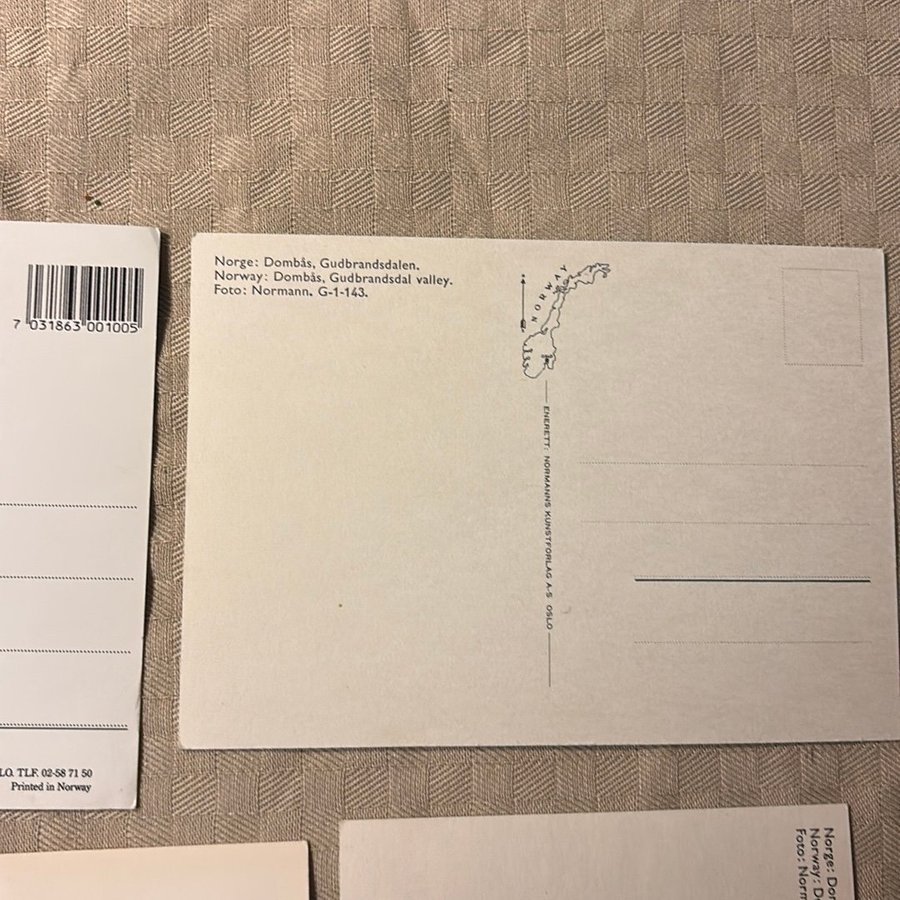 7 031863 001005
LO. TLF. 02-58 71 50
Printed in Norway
Norge: Dombås, Gudbrandsdalen.
Norway: Dombås, Gudbrandsdal valley.
Foto: Normann. G-1-143.
NORWAY
ENERETT: NORMANNS KUNSTFORLAG A-S OSLO
Norge: Dom
Norway: Do
Foto: Norm